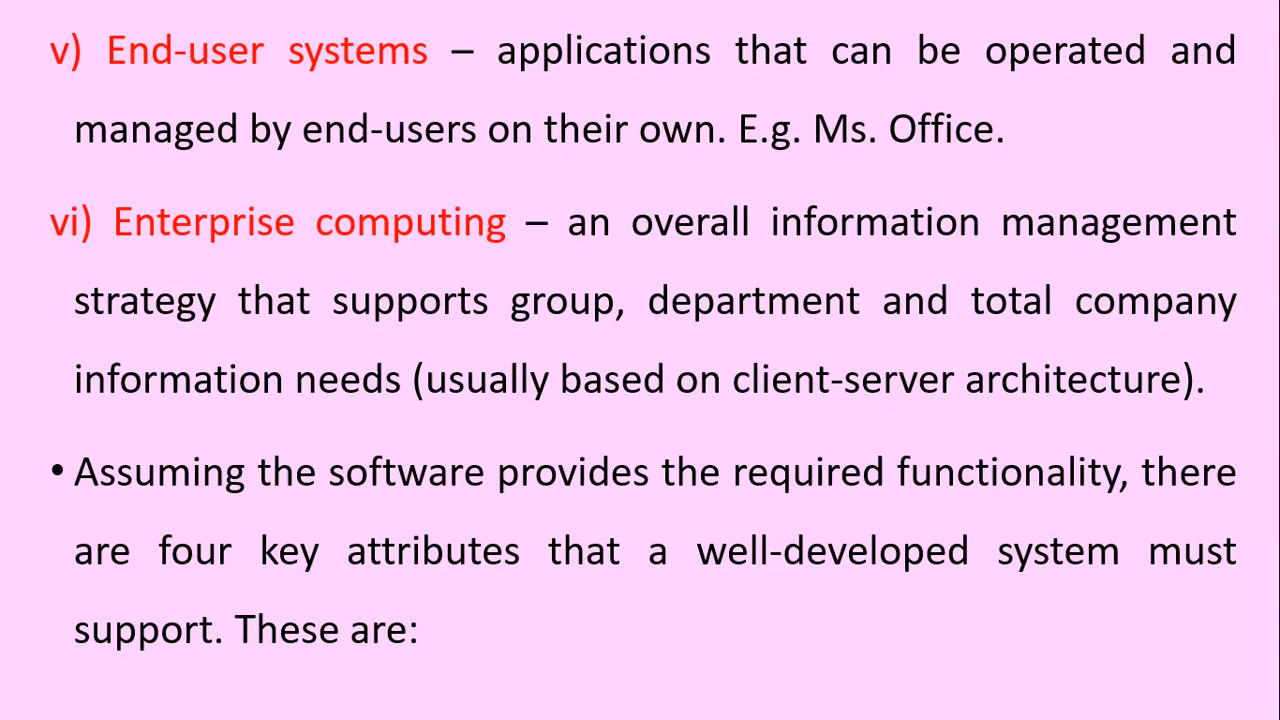 v) End-user systems – applications that can be operated and
managed by end-users on their own. E.g. Ms. Office.
vi) Enterprise computing – an overall information management
strategy that supports group, department and total company
information needs (usually based on client-server architecture).
• Assuming the software provides the required functionality, there
are four key attributes that a well-developed system must
support. These are: